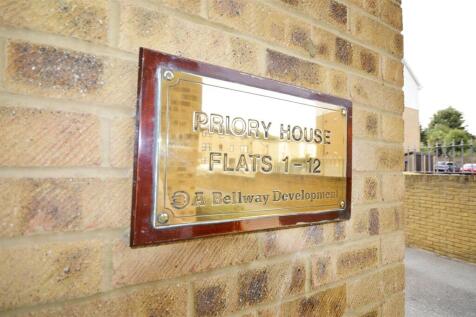 PRIORY HOUSE
FLATS 1-12
A Bellway Development